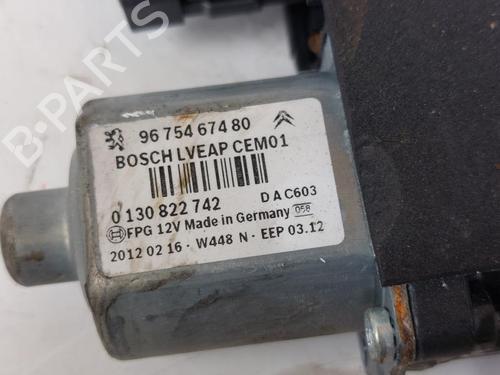 96 754 674 80
BOSCH LVEAP CEM01
0 130 822 742 D A C603
FPG 12V Made in Germany 058
2012 02 16 - W448 N - EEP 03.12
B-PARTS